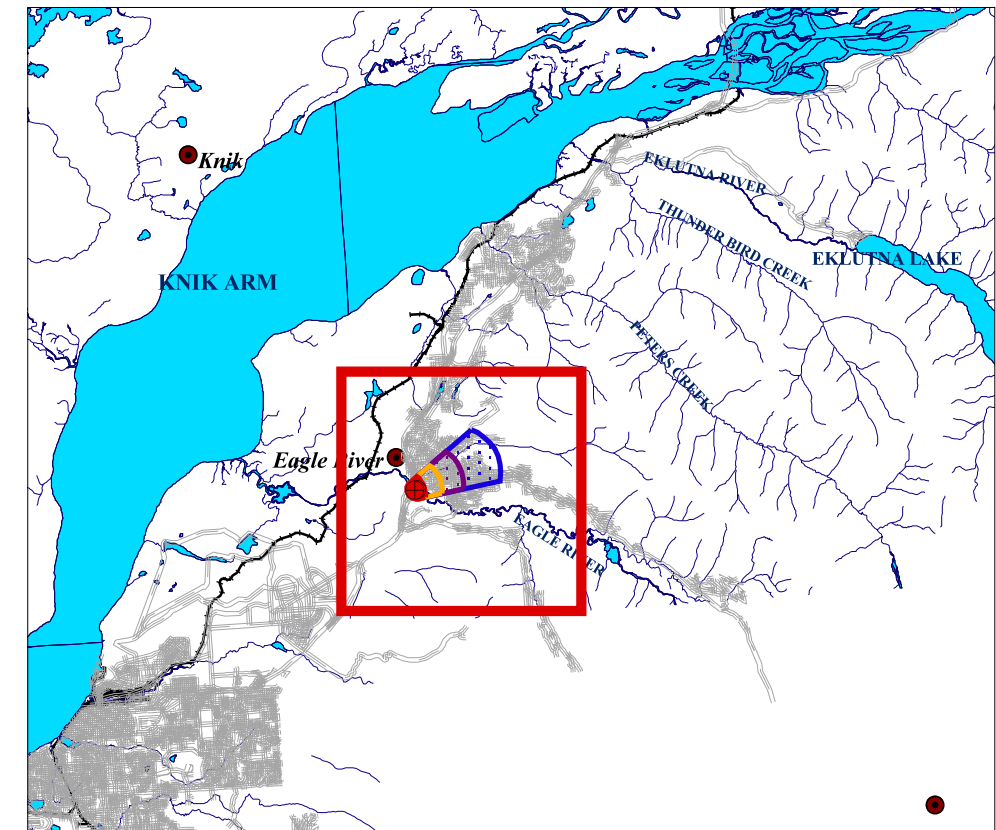 Knik
EKLUTNA RIVER
THUNDER BIRD CREEK
EKLUTNA LAKE
KNIK ARM
PETERS CREEK
Eagle River
EAGLE RIVER